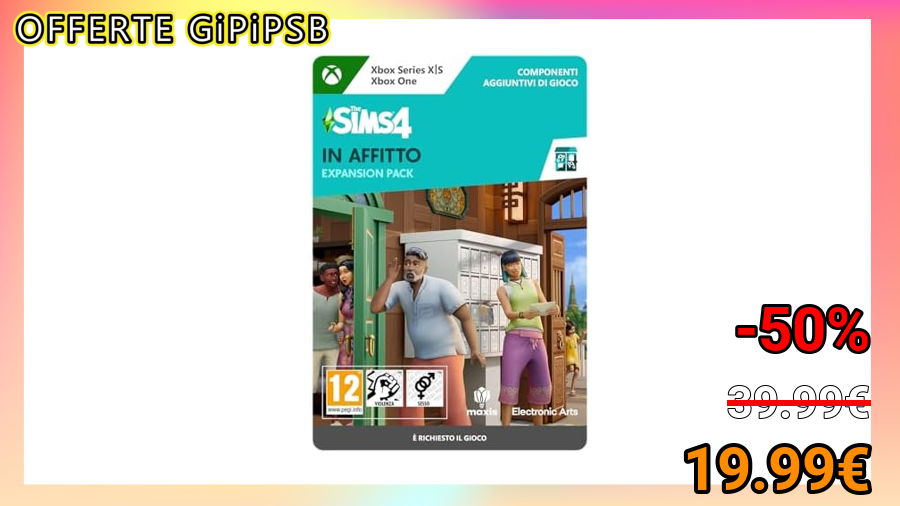 OFFERTE GiPiPSB
Xbox Series X|S
Xbox One
COMPONENTI
AGGIUNTIVI DI GIOCO
The
SIMS4
IN AFFITTO
EXPANSION PACK
-50%
39.99€
19.99€
12
www.pegi.info
VIOLENZA
SESSO
maxis
Electronic Arts
È RICHIESTO IL GIOCO